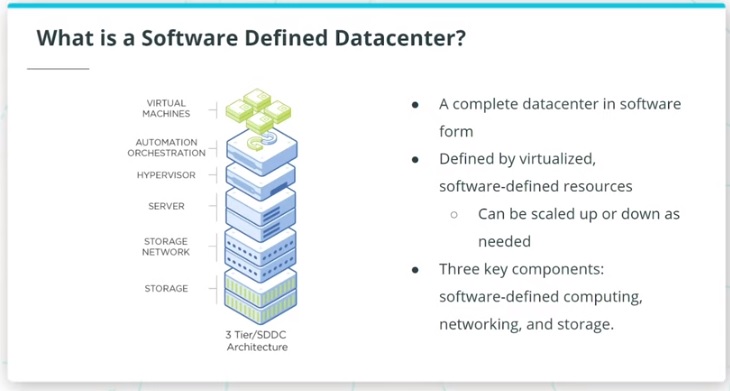 What is a Software Defined Datacenter?
VIRTUAL
MACHINES
AUTOMATION
ORCHESTRATION
HYPERVISOR
SERVER
STORAGE
NETWORK
STORAGE
3 Tier/SDDC
Architecture
● A complete datacenter in software
form
● Defined by virtualized,
software-defined resources
○ Can be scaled up or down as
needed
● Three key components:
software-defined computing,
networking, and storage.